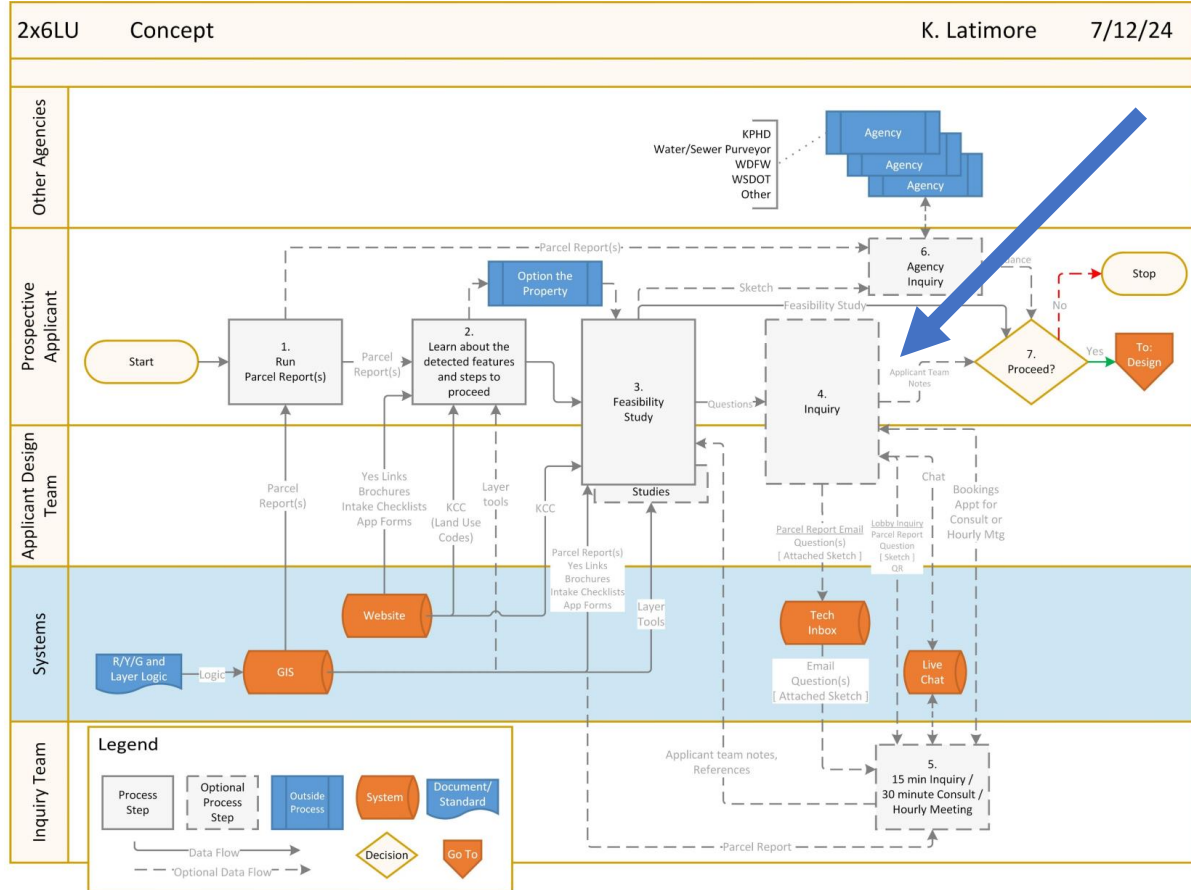 2x6LU Concept K. Latimore 7/12/24
Other Agencies
KPHD
Water/Sewer Purveyor
WDFW
WSDOT
Other
Agency
Agency
Agency
Prospective
Applicant
Parcel Report(s)
6.
Agency
Inquiry
Option the
Property
Sketch
Feasibility Study
Stop
No
Start
1.
Run
Parcel Report(s)
Parcel
Report(s)
2.
Learn about the
detected features
and steps to
proceed
3.
Feasibility
Study
Questions
4.
Inquiry
Applicant Team
Notes
7.
Proceed?
Yes
To:
Design
Applicant Design
Team
Parcel
Report(s)
Yes Links
Brochures
Intake Checklists
App Forms
KCC
(Land Use
Codes)
Layer
tools
KCC
Studies
Parcel Report(s)
Yes Links
Brochures
Intake Checklists
App Forms
Parcel Report Email
Question(s)
[ Attached Sketch ]
Lobby Inquiry
Parcel Report
Question
[ Sketch ]
QR
Chat
Bookings
Appt for
Consult or
Hourly Mtg
Systems
Website
Layer
Tools
Tech
Inbox
R/Y/G and
Layer Logic
Logic
GIS
Email
Question(s)
[ Attached Sketch ]
Live
Chat
Inquiry Team
Applicant team notes,
References
5.
15 min Inquiry /
30 minute Consult /
Hourly Meeting
Parcel Report
Legend
Process
Step
Optional
Process
Step
Outside
Process
System
Document/
Standard
Data Flow
Optional Data Flow
Decision
Go To